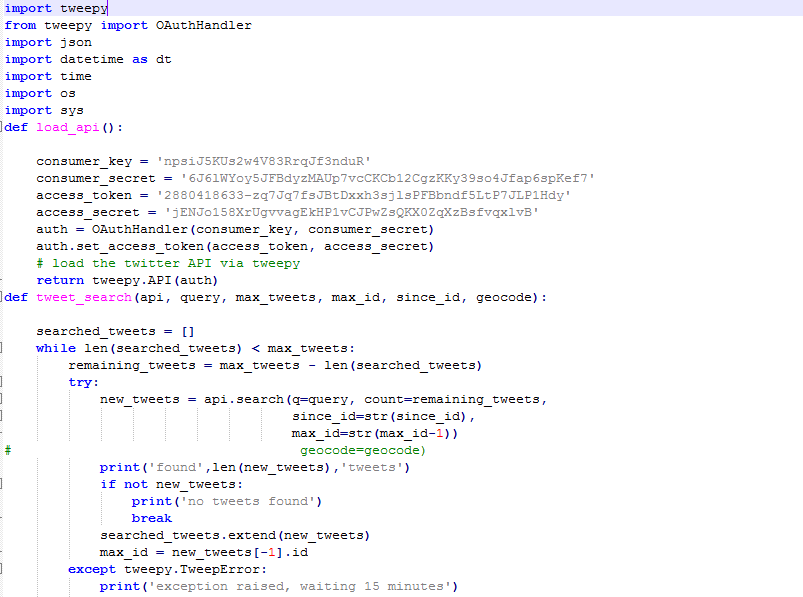 import tweepy
from tweepy import OAuthHandler
import json
import datetime as dt
import time
import os
import sys
def load_api():
consumer_key = 'npsiJ5KUs2w4V83RrqJf3nduR'
consumer_secret = '6J6lWYoy5JFBdyzMAUp7vcCKCb12CgzKKy39so4Jfap6spKef7'
access_token = '2880418633-zq7Jq7fsJBtDxxh3sjlsPFBbndf5LtP7JLP1Hdy'
access_secret = 'jENJo158XrUgvvagEkHP1vCJPwZsQKX0ZqXzBsfvqxlvB'
auth = OAuthHandler(consumer_key, consumer_secret)
auth.set_access_token(access_token, access_secret)
# load the twitter API via tweepy
return tweepy.API(auth)
def tweet_search(api, query, max_tweets, max_id, since_id, geocode):
searched_tweets = []
while len(searched_tweets) < max_tweets:
remaining_tweets = max_tweets - len(searched_tweets)
try:
new_tweets = api.search(q=query, count=remaining_tweets,
since_id=str(since_id),
max_id=str(max_id-1))
# geocode=geocode)
print('found',len(new_tweets),'tweets')
if not new_tweets:
print('no tweets found')
break
searched_tweets.extend(new_tweets)
max_id = new_tweets[-1].id
except tweepy.TweepError:
print('exception raised, waiting 15 minutes')